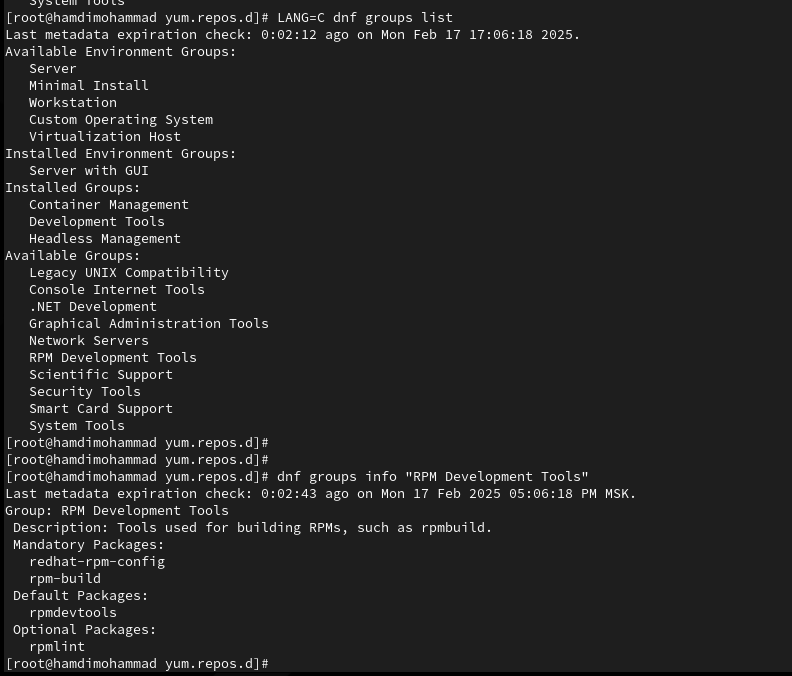 System Tools
[root@hamdimohammad yum.repos.d]# LANG=C dnf groups list
Last metadata expiration check: 0:02:12 ago on Mon Feb 17 17:06:18 2025.
Available Environment Groups:
   Server
   Minimal Install
   Workstation
   Custom Operating System
   Virtualization Host
Installed Environment Groups:
   Server with GUI
Installed Groups:
   Container Management
   Development Tools
   Headless Management
Available Groups:
   Legacy UNIX Compatibility
   Console Internet Tools
   .NET Development
   Graphical Administration Tools
   Network Servers
   RPM Development Tools
   Scientific Support
   Security Tools
   Smart Card Support
   System Tools
[root@hamdimohammad yum.repos.d]#
[root@hamdimohammad yum.repos.d]#
[root@hamdimohammad yum.repos.d]# dnf groups info "RPM Development Tools"
Last metadata expiration check: 0:02:43 ago on Mon 17 Feb 2025 05:06:18 PM MSK.
Group: RPM Development Tools
 Description: Tools used for building RPMs, such as rpmbuild.
 Mandatory Packages:
   redhat-rpm-config
   rpm-build
 Default Packages:
   rpmdevtools
 Optional Packages:
   rpmlint
[root@hamdimohammad yum.repos.d]#